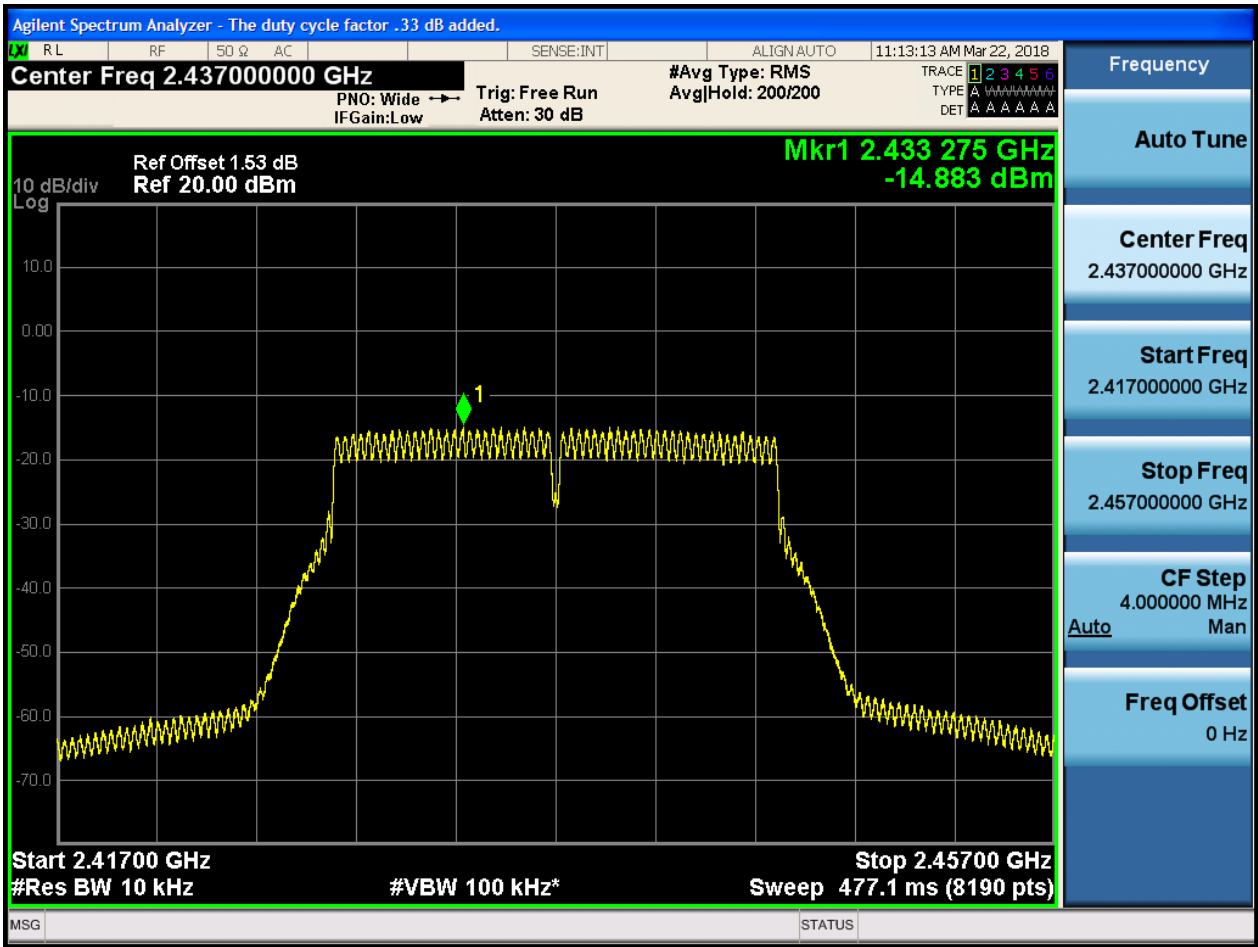 Agilent Spectrum Analyzer - The duty cycle factor .33 dB added.
LXI RL RF 50 Ω AC SENSE:INT ALIGN AUTO 11:13:13 AM Mar 22, 2018
Center Freq 2.437000000 GHz
PNO: Wide
IFGain:Low
Trig: Free Run
Atten: 30 dB
#Avg Type: RMS
Avg|Hold: 200/200
TRACE 1 2 3 4 5 6
TYPE A WWWWWW
DET A A A A A A
Mkr1 2.433 275 GHz
-14.883 dBm
Ref Offset 1.53 dB
10 dB/div Ref 20.00 dBm
Log
10.0
0.00
-10.0
1
-20.0
-30.0
-40.0
-50.0
-60.0
-70.0
Start 2.41700 GHz Stop 2.45700 GHz
#Res BW 10 kHz #VBW 100 kHz* Sweep 477.1 ms (8190 pts)
MSG STATUS
Frequency
Auto Tune
Center Freq
2.437000000 GHz
Start Freq
2.417000000 GHz
Stop Freq
2.457000000 GHz
CF Step
4.000000 MHz
Auto Man
Freq Offset
0 Hz